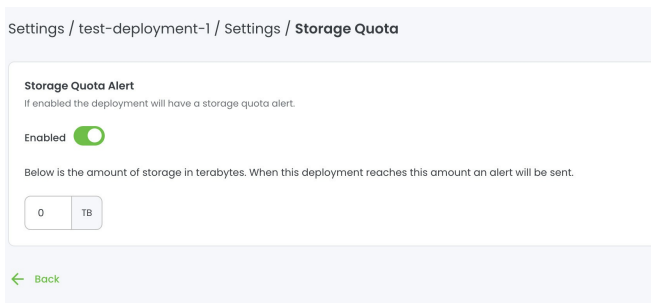 Settings / test-deployment-1 / Settings / Storage Quota
Storage Quota Alert
If enabled the deployment will have a storage quota alert.
Enabled
Below is the amount of storage in terabytes. When this deployment reaches this amount an alert will be sent.
0 TB
Back